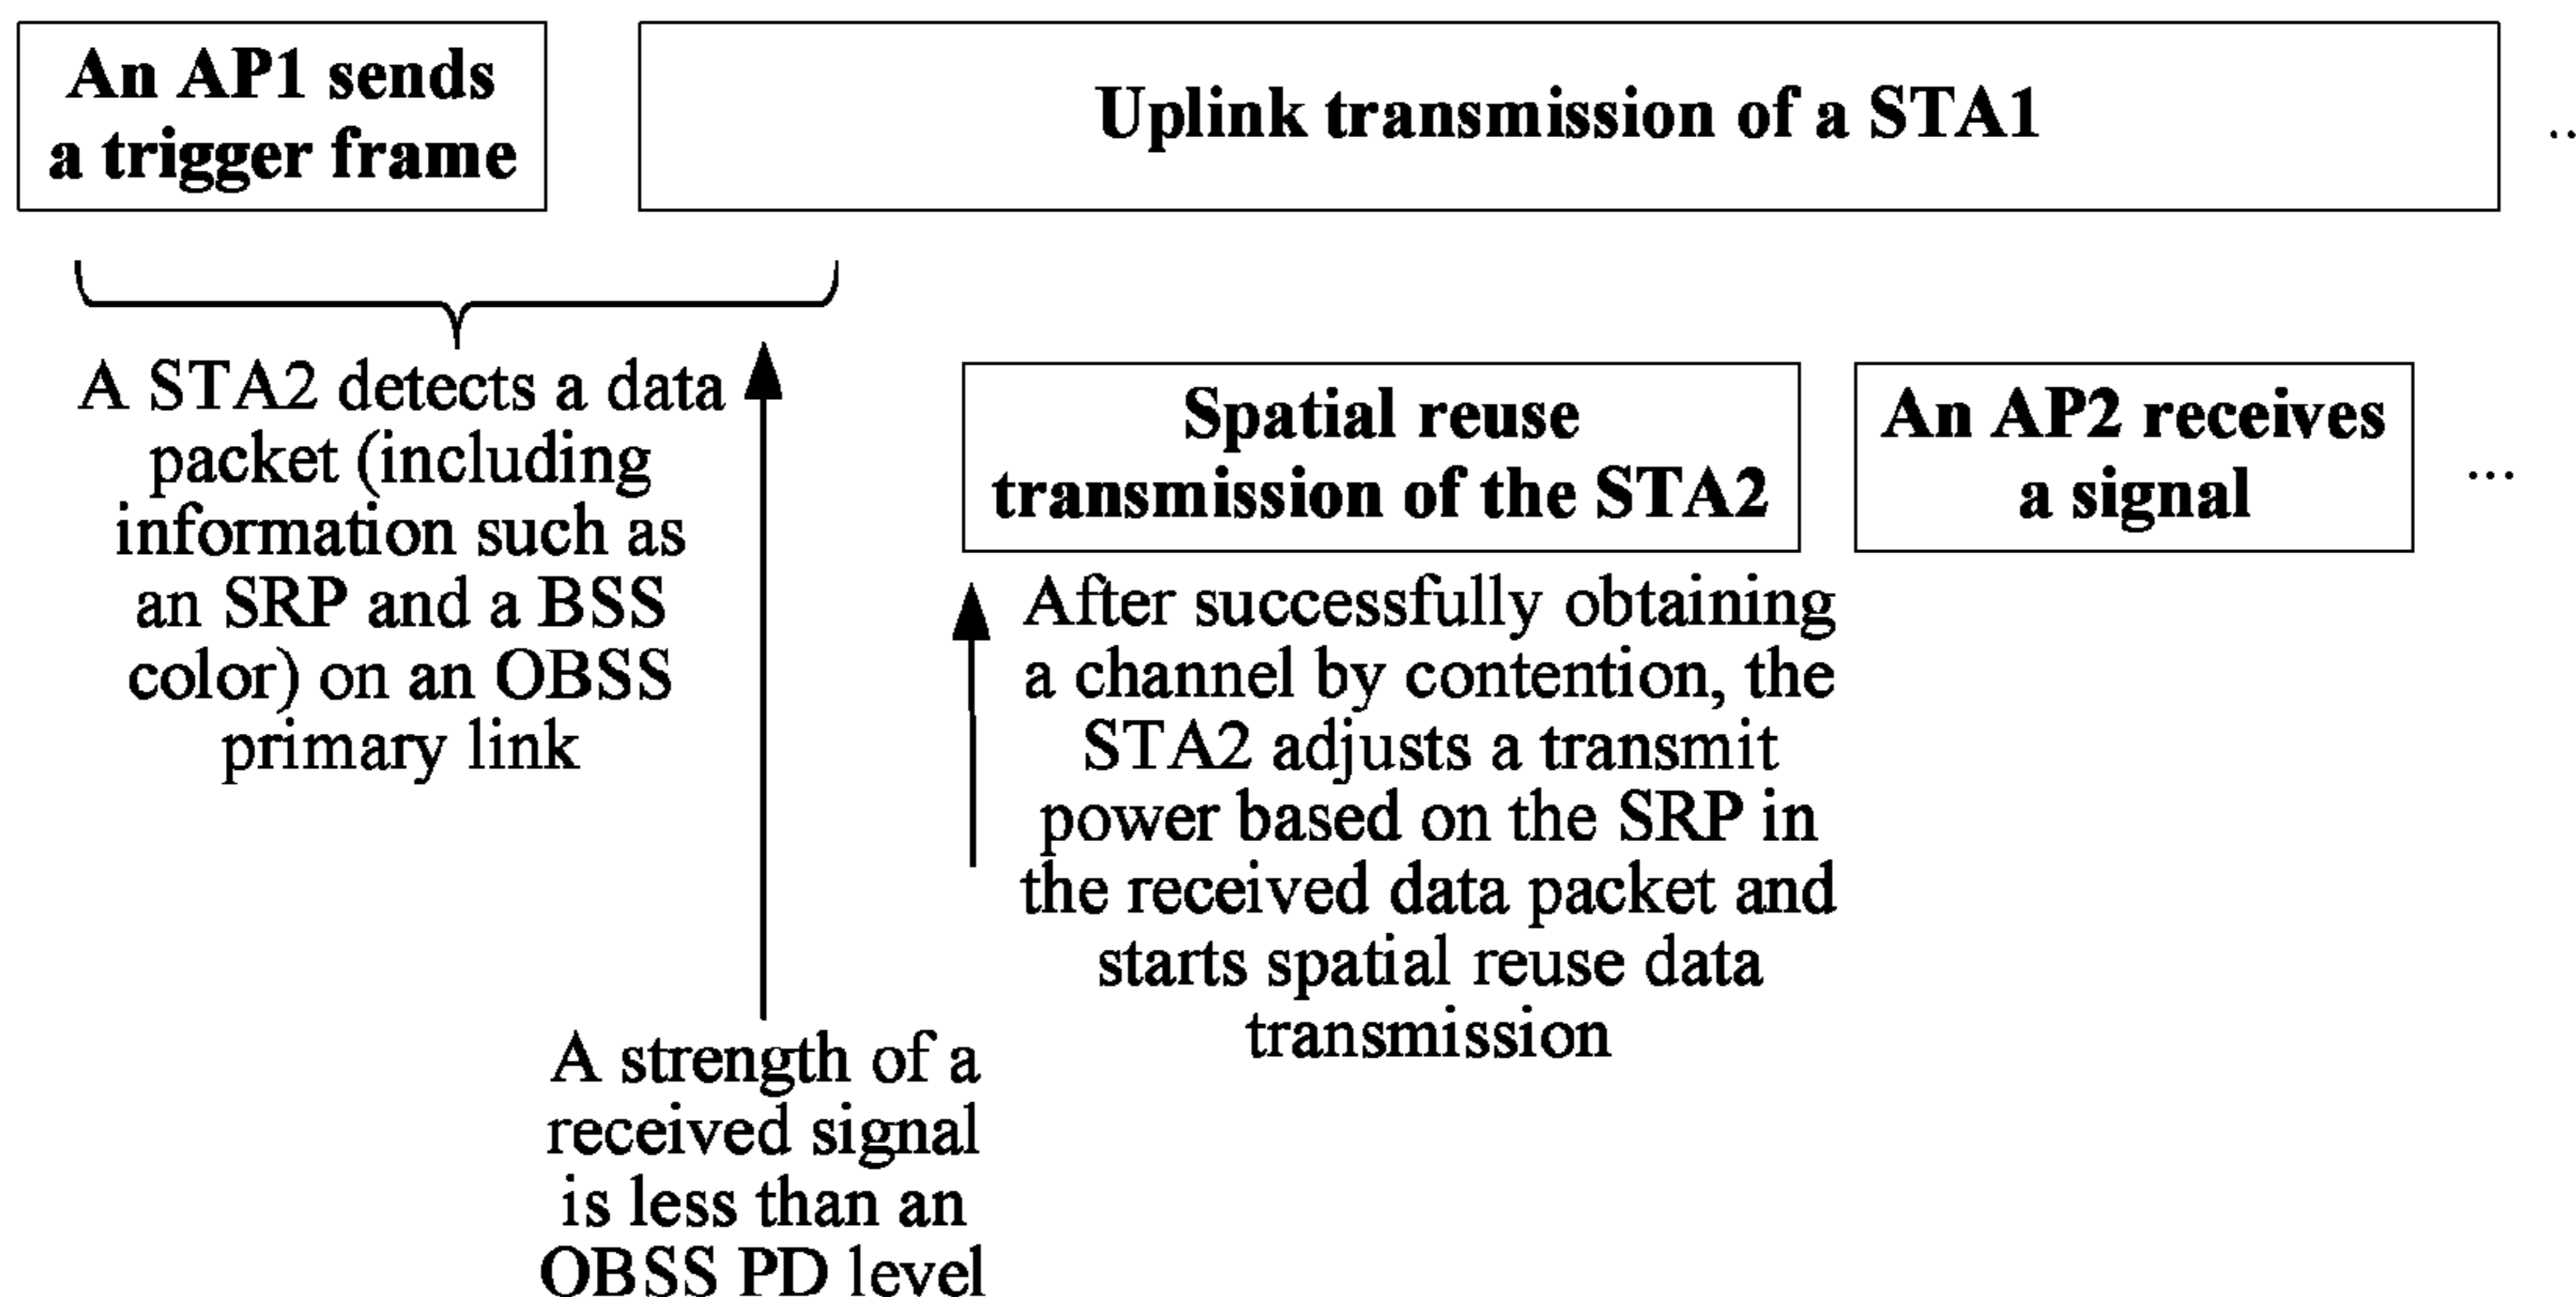 An AP1 sends
a trigger frame
Uplink transmission of a STA1
..
A STA2 detects a data
packet (including
information such as
an SRP and a BSS
color) on an OBSS
primary link
Spatial reuse
transmission of the STA2
An AP2 receives
a signal
...
After successfully obtaining
a channel by contention, the
STA2 adjusts a transmit
power based on the SRP in
the received data packet and
starts spatial reuse data
transmission
A strength of a
received signal
is less than an
OBSS PD level